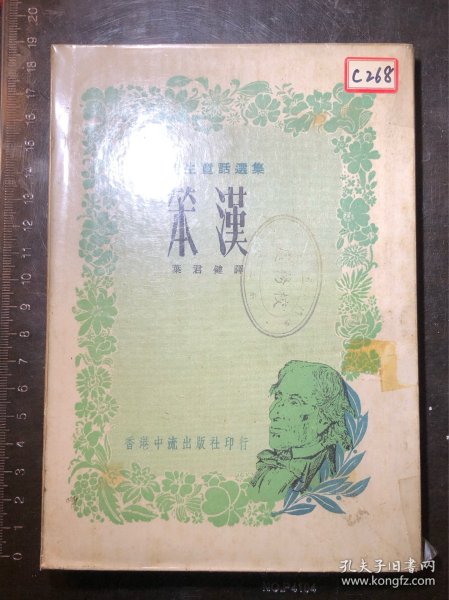 C268
生童話選集
笨漢
葉君健譯
香港中流出版社印行
孔夫子旧书网
www.kongfz.com